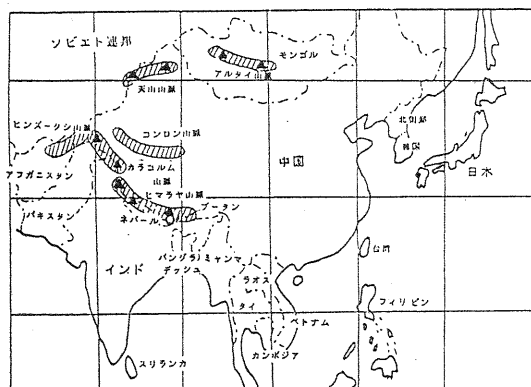 ソビエト連邦
モンゴル
アルタイ山脈
天山山脈
ヒンズークシ山脈
コンロン山脈
北朝鮮
韓国
中国
日本
カラコルム
山脈
アフガニスタン
ヒマラヤ山脈
パキスタン
ブータン
ネパール
インド
バングラ
デッシュ
ミャンマ
台湾
ラオス
タイ
フィリピン
ベトナム
カンボジア
スリランカ